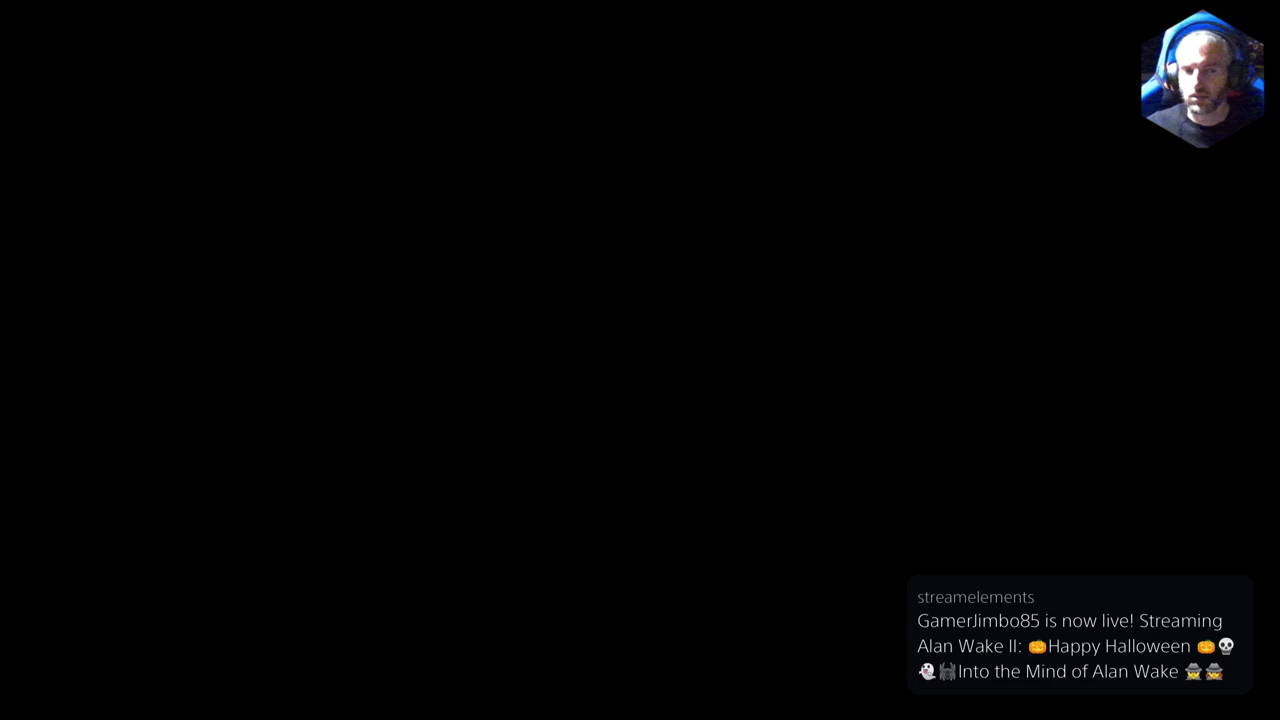 streamelements
GamerJimbo85 is now live! Streaming
Alan Wake II: 🎃Happy Halloween 🎃💀
👻🕷Into the Mind of Alan Wake 🕵🕵